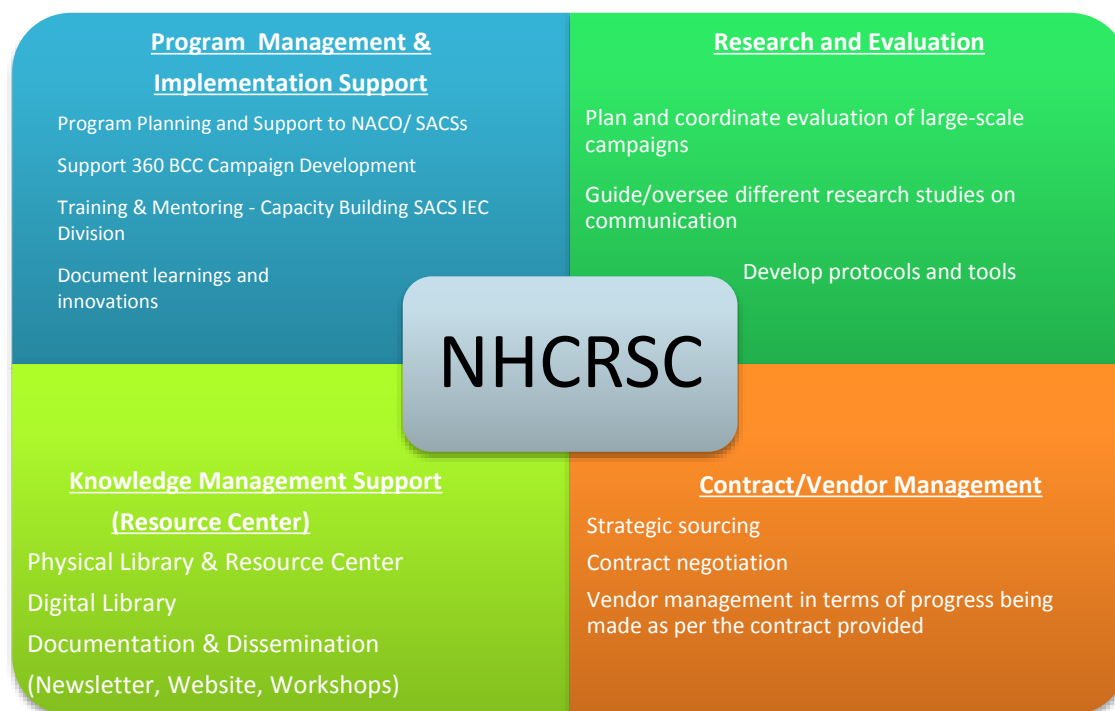 Program Management &
Implementation Support
Program Planning and Support to NACO/ SACSs
Support 360 BCC Campaign Development
Training & Mentoring - Capacity Building SACS IEC
Division
Document learnings and
innovations
Research and Evaluation
Plan and coordinate evaluation of large-scale
campaigns
Guide/oversee different research studies on
communication
Develop protocols and tools
NHCRSC
Knowledge Management Support
(Resource Center)
Physical Library & Resource Center
Digital Library
Documentation & Dissemination
(Newsletter, Website, Workshops)
Contract/Vendor Management
Strategic sourcing
Contract negotiation
Vendor management in terms of progress being
made as per the contract provided